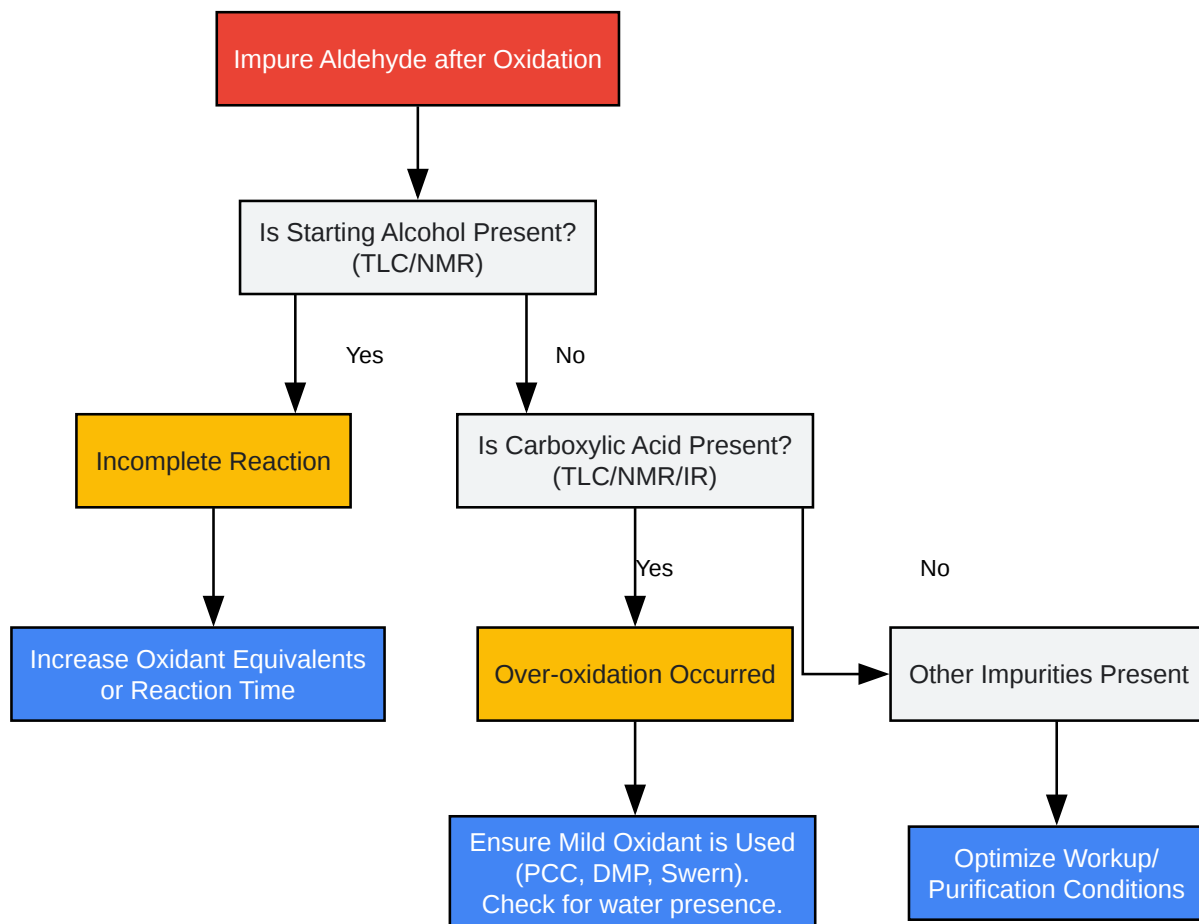 Impure Aldehyde after Oxidation
Is Starting Alcohol Present?
(TLC/NMR)
Yes
No
Incomplete Reaction
Is Carboxylic Acid Present?
(TLC/NMR/IR)
Yes
No
Increase Oxidant Equivalents
or Reaction Time
Over-oxidation Occurred
Other Impurities Present
Ensure Mild Oxidant is Used
(PCC, DMP, Swern).
Check for water presence.
Optimize Workup/
Purification Conditions